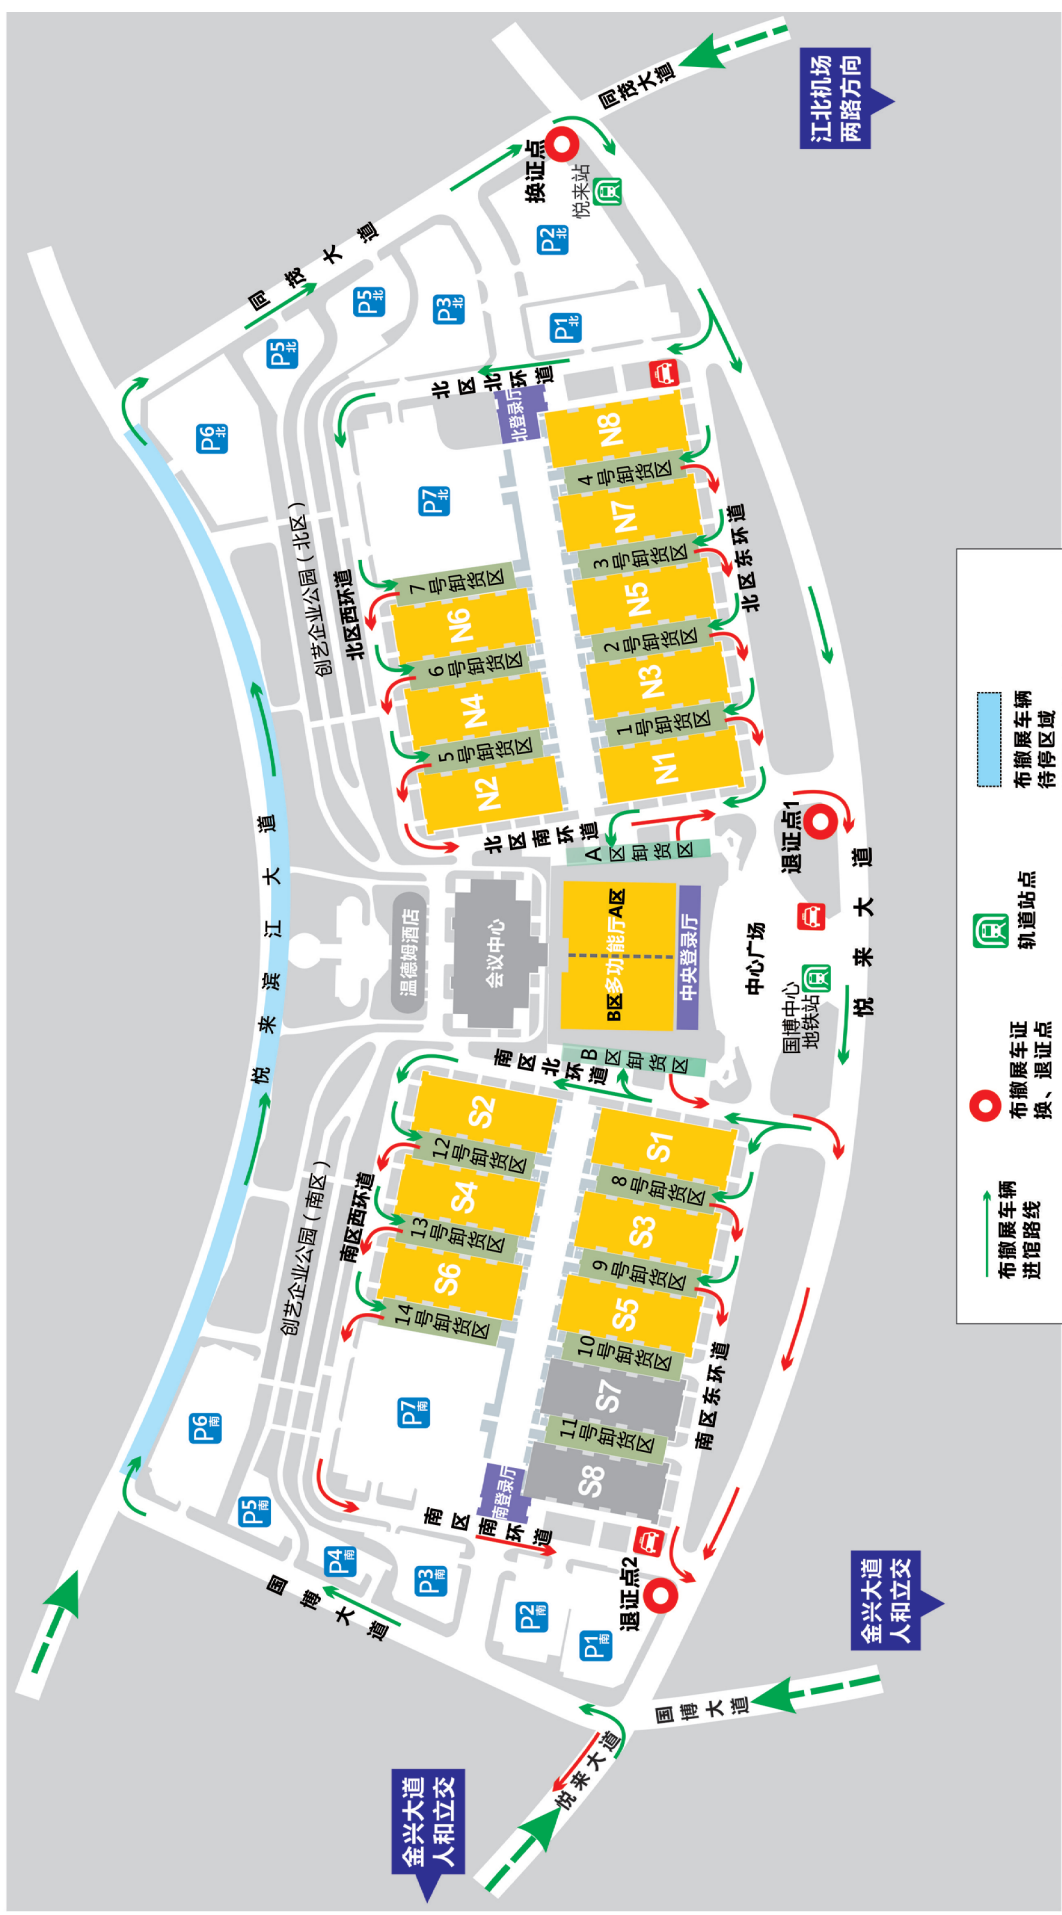 江北机场
两路方向
同茂大道
换证点
悦来站
同茂大道
P2北
P1北
P3北
P5北
P5北
P6北
P7北
北区北环道
北登录厅
创艺企业公园（北区）
北区西环道
北区东环道
N8
4号卸货区
N7
3号卸货区
N5
2号卸货区
N3
1号卸货区
N1
7号卸货区
N6
6号卸货区
N4
5号卸货区
N2
北区南环道
A区卸货区
退证点1
悦来滨江大道
温德姆酒店
会议中心
B区多功能厅A区
中央登录厅
中心广场
国博中心
地铁站
悦来大道
南区北环道
B区卸货区
S2
12号卸货区
S4
13号卸货区
S6
14号卸货区
S1
8号卸货区
S3
9号卸货区
S5
10号卸货区
S7
11号卸货区
S8
南区西环道
南区东环道
创艺企业公园（南区）
南登录厅
南区南环道
P7南
P6南
P5南
P4南
P3南
P2南
P1南
退证点2
国博大道
国博大道
悦来大道
金兴大道
人和立交
金兴大道
人和立交
布撤展车辆
进馆路线
布撤展车证
换、退证点
轨道站点
布撤展车辆
待停区域